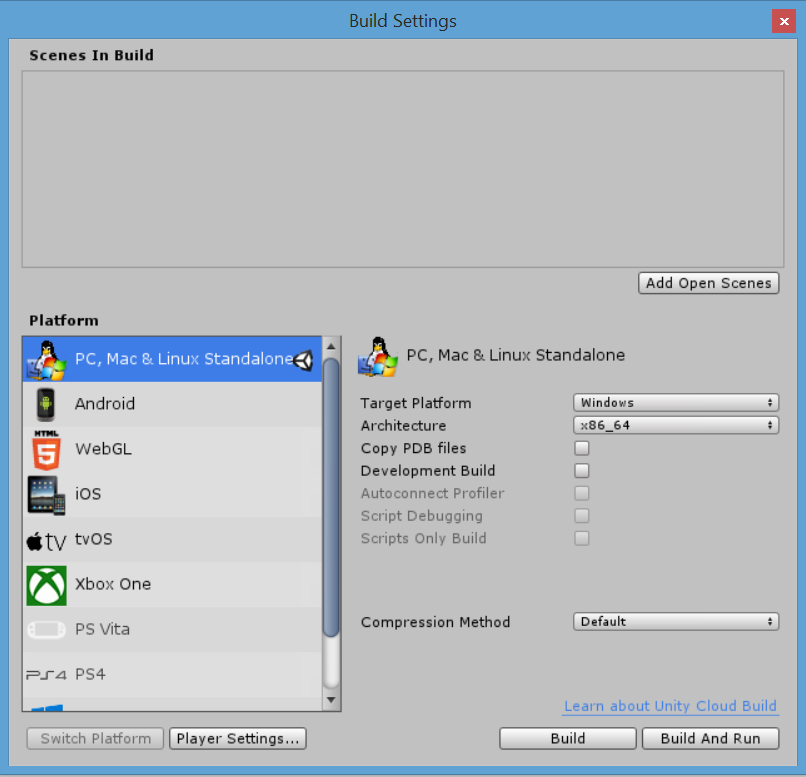 Build Settings
Scenes In Build
Add Open Scenes
Platform
PC, Mac & Linux Standalone
Android
HTML
5
WebGL
iOS
tv
tvOS
Xbox One
PS Vita
PS4
PS4
PC, Mac & Linux Standalone
Target Platform Windows
Architecture x86_64
Copy PDB files
Development Build
Autoconnect Profiler
Script Debugging
Scripts Only Build
Compression Method Default
Learn about Unity Cloud Build
Switch Platform Player Settings... Build Build And Run